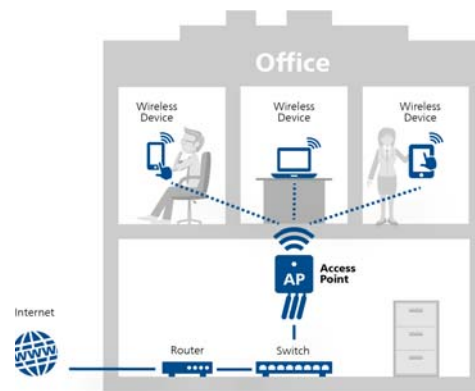 Office
Wireless
Device
Wireless
Device
Wireless
Device
AP
Access
Point
Internet
WWW
Router
Switch